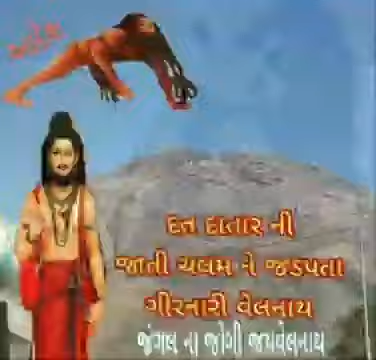 દત્ત દાતાર ની
જાતી ચલમ ને જડપતા
ગીરનારી વેલનાથ
જંગલ ના જોગી જયવેલનાથ